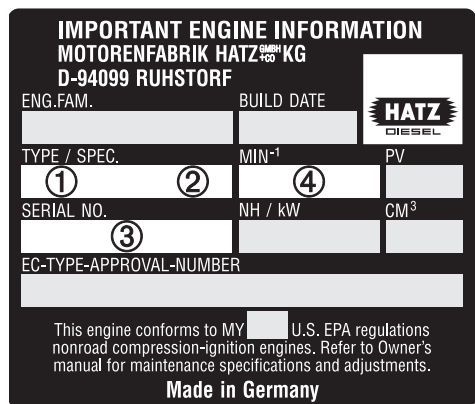 IMPORTANT ENGINE INFORMATION
MOTORENFABRIK HATZ GMBH +CO KG
D-94099 RUHSTORF
HATZ
DIESEL
ENG.FAM. BUILD DATE
TYPE / SPEC. MIN⁻¹ PV
① ② ④
SERIAL NO. NH / kW CM³
③
EC-TYPE-APPROVAL-NUMBER
This engine conforms to MY U.S. EPA regulations
nonroad compression-ignition engines. Refer to Owner's
manual for maintenance specifications and adjustments.
Made in Germany